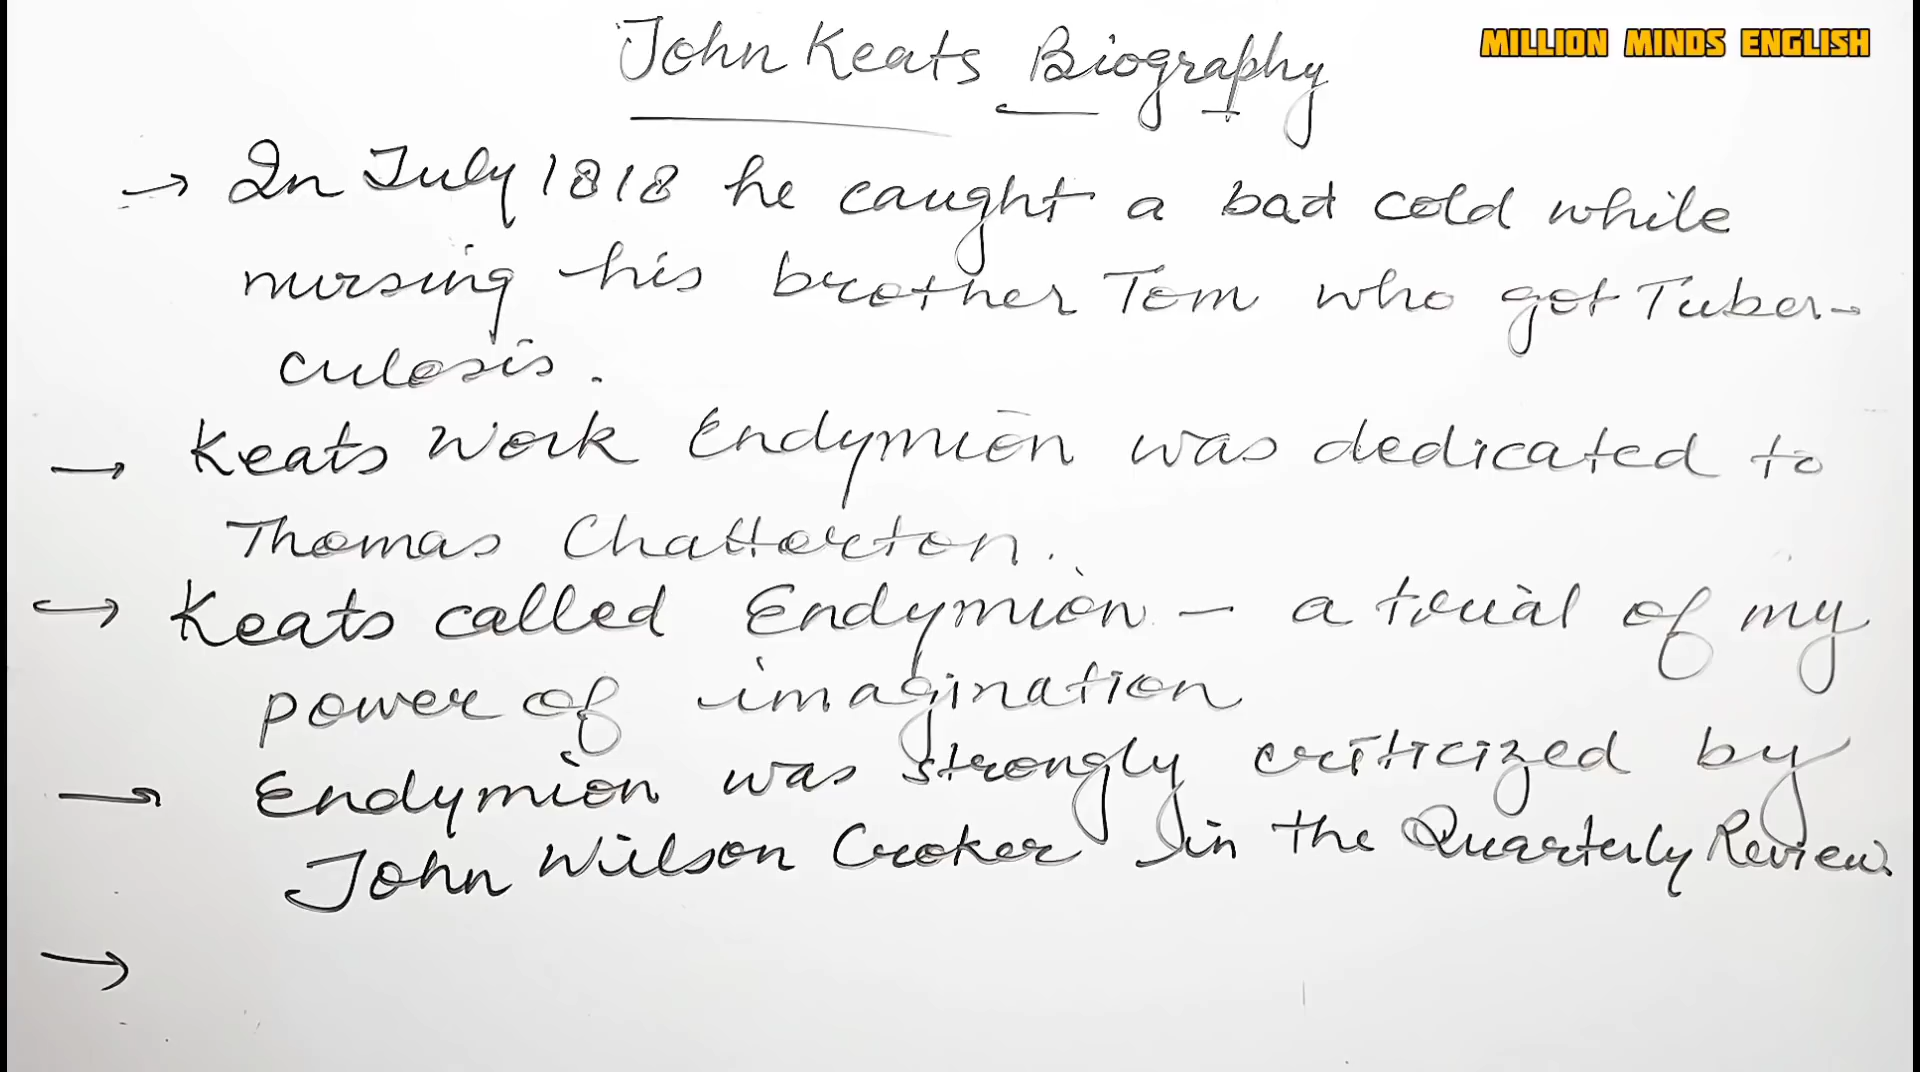 John Keats Biography
MILLION MINDS ENGLISH
→ In July 1818 he caught a bad cold while
nursing his brother Tom who got Tuber-
culosis.
→ Keats work Endymion was dedicated to
Thomas Chatterton.
→ Keats called Endymion – a trial of my
power of imagination
→ Endymion was strongly criticized by
John Wilson Croker in the Quarterly Review.
→